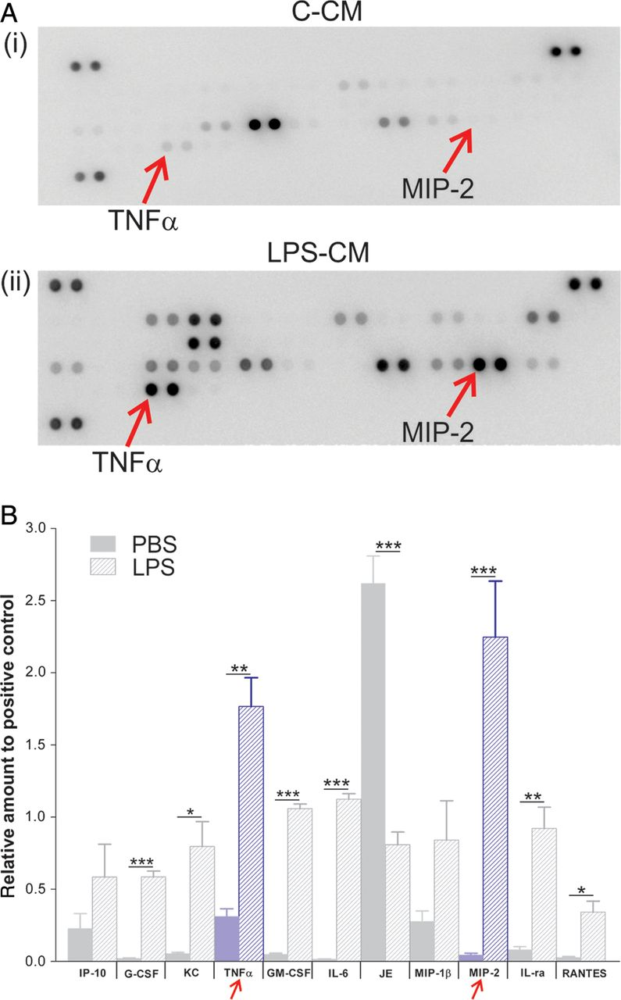 A
C-CM
(i)
TNFα
MIP-2
LPS-CM
(ii)
TNFα
MIP-2
B
PBS
LPS
Relative amount to positive control
3.0
2.5
2.0
1.5
1.0
0.5
0.0
***
*
**
***
***
***
***
**
*
IP-10 G-CSF KC TNFα GM-CSF IL-6 JE MIP-1β MIP-2 IL-ra RANTES